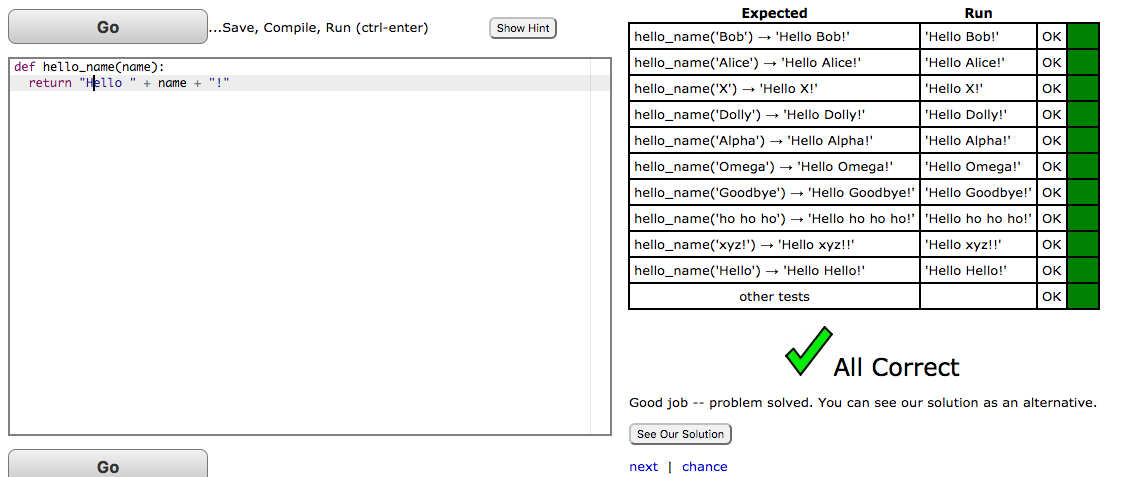 Go ...Save, Compile, Run (ctrl-enter) Show Hint
def hello_name(name):
  return "Hello " + name + "!"
Go
Expected Run
hello_name('Bob') → 'Hello Bob!' 'Hello Bob!' OK
hello_name('Alice') → 'Hello Alice!' 'Hello Alice!' OK
hello_name('X') → 'Hello X!' 'Hello X!' OK
hello_name('Dolly') → 'Hello Dolly!' 'Hello Dolly!' OK
hello_name('Alpha') → 'Hello Alpha!' 'Hello Alpha!' OK
hello_name('Omega') → 'Hello Omega!' 'Hello Omega!' OK
hello_name('Goodbye') → 'Hello Goodbye!' 'Hello Goodbye!' OK
hello_name('ho ho ho') → 'Hello ho ho ho!' 'Hello ho ho ho!' OK
hello_name('xyz!') → 'Hello xyz!!' 'Hello xyz!!' OK
hello_name('Hello') → 'Hello Hello!' 'Hello Hello!' OK
other tests OK
All Correct
Good job -- problem solved. You can see our solution as an alternative.
See Our Solution
next | chance